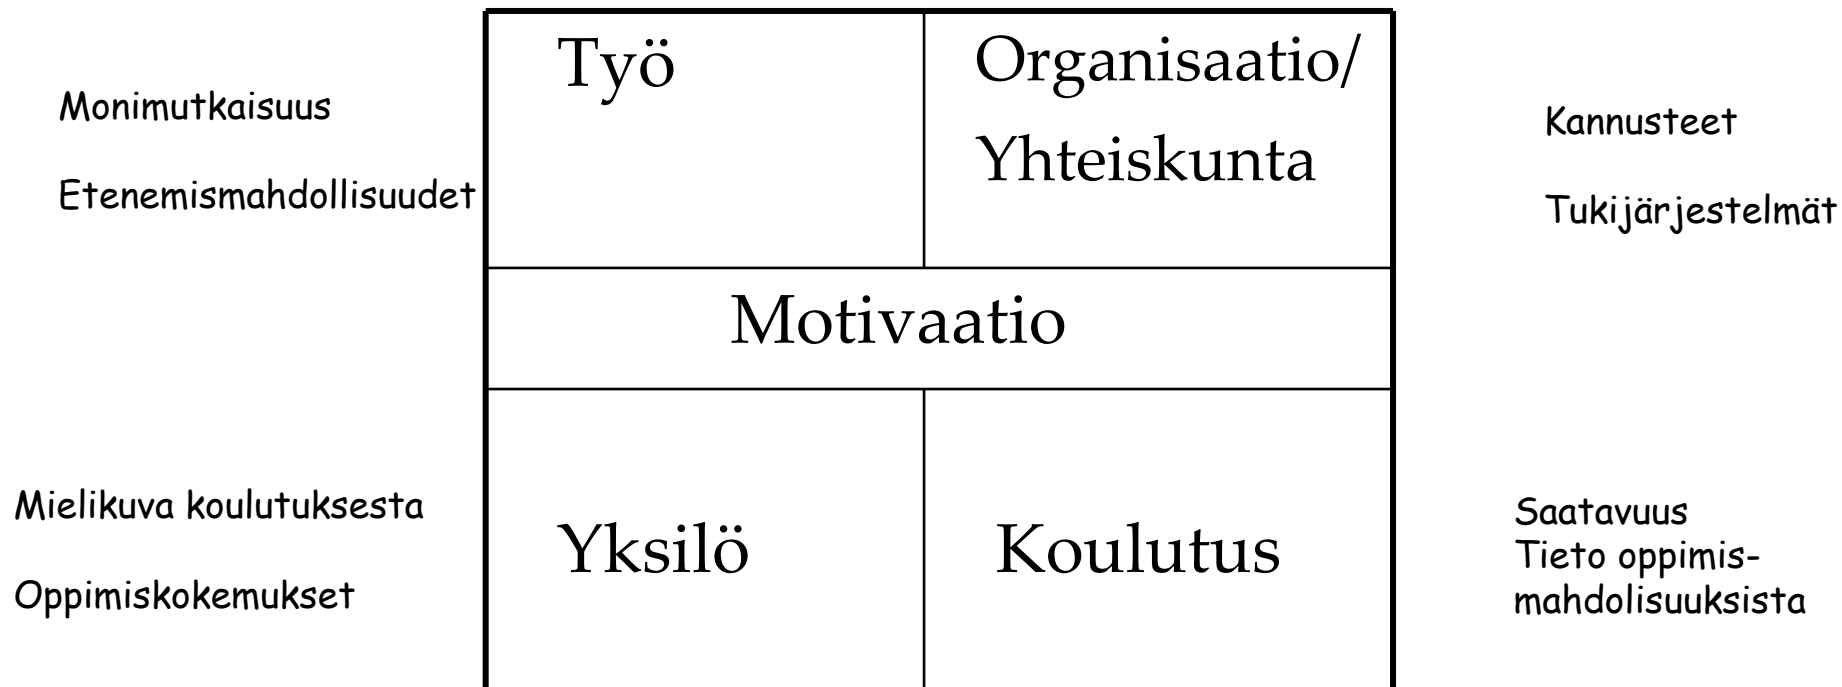 Työ
Organisaatio/
Yhteiskunta
Monimutkaisuus
Etenemismahdollisuudet
Kannusteet
Tukijärjestelmät
Motivaatio
Mielikuva koulutuksesta
Oppimiskokemukset
Yksilö
Koulutus
Saatavuus
Tieto oppimis-
mahdolisuuksista